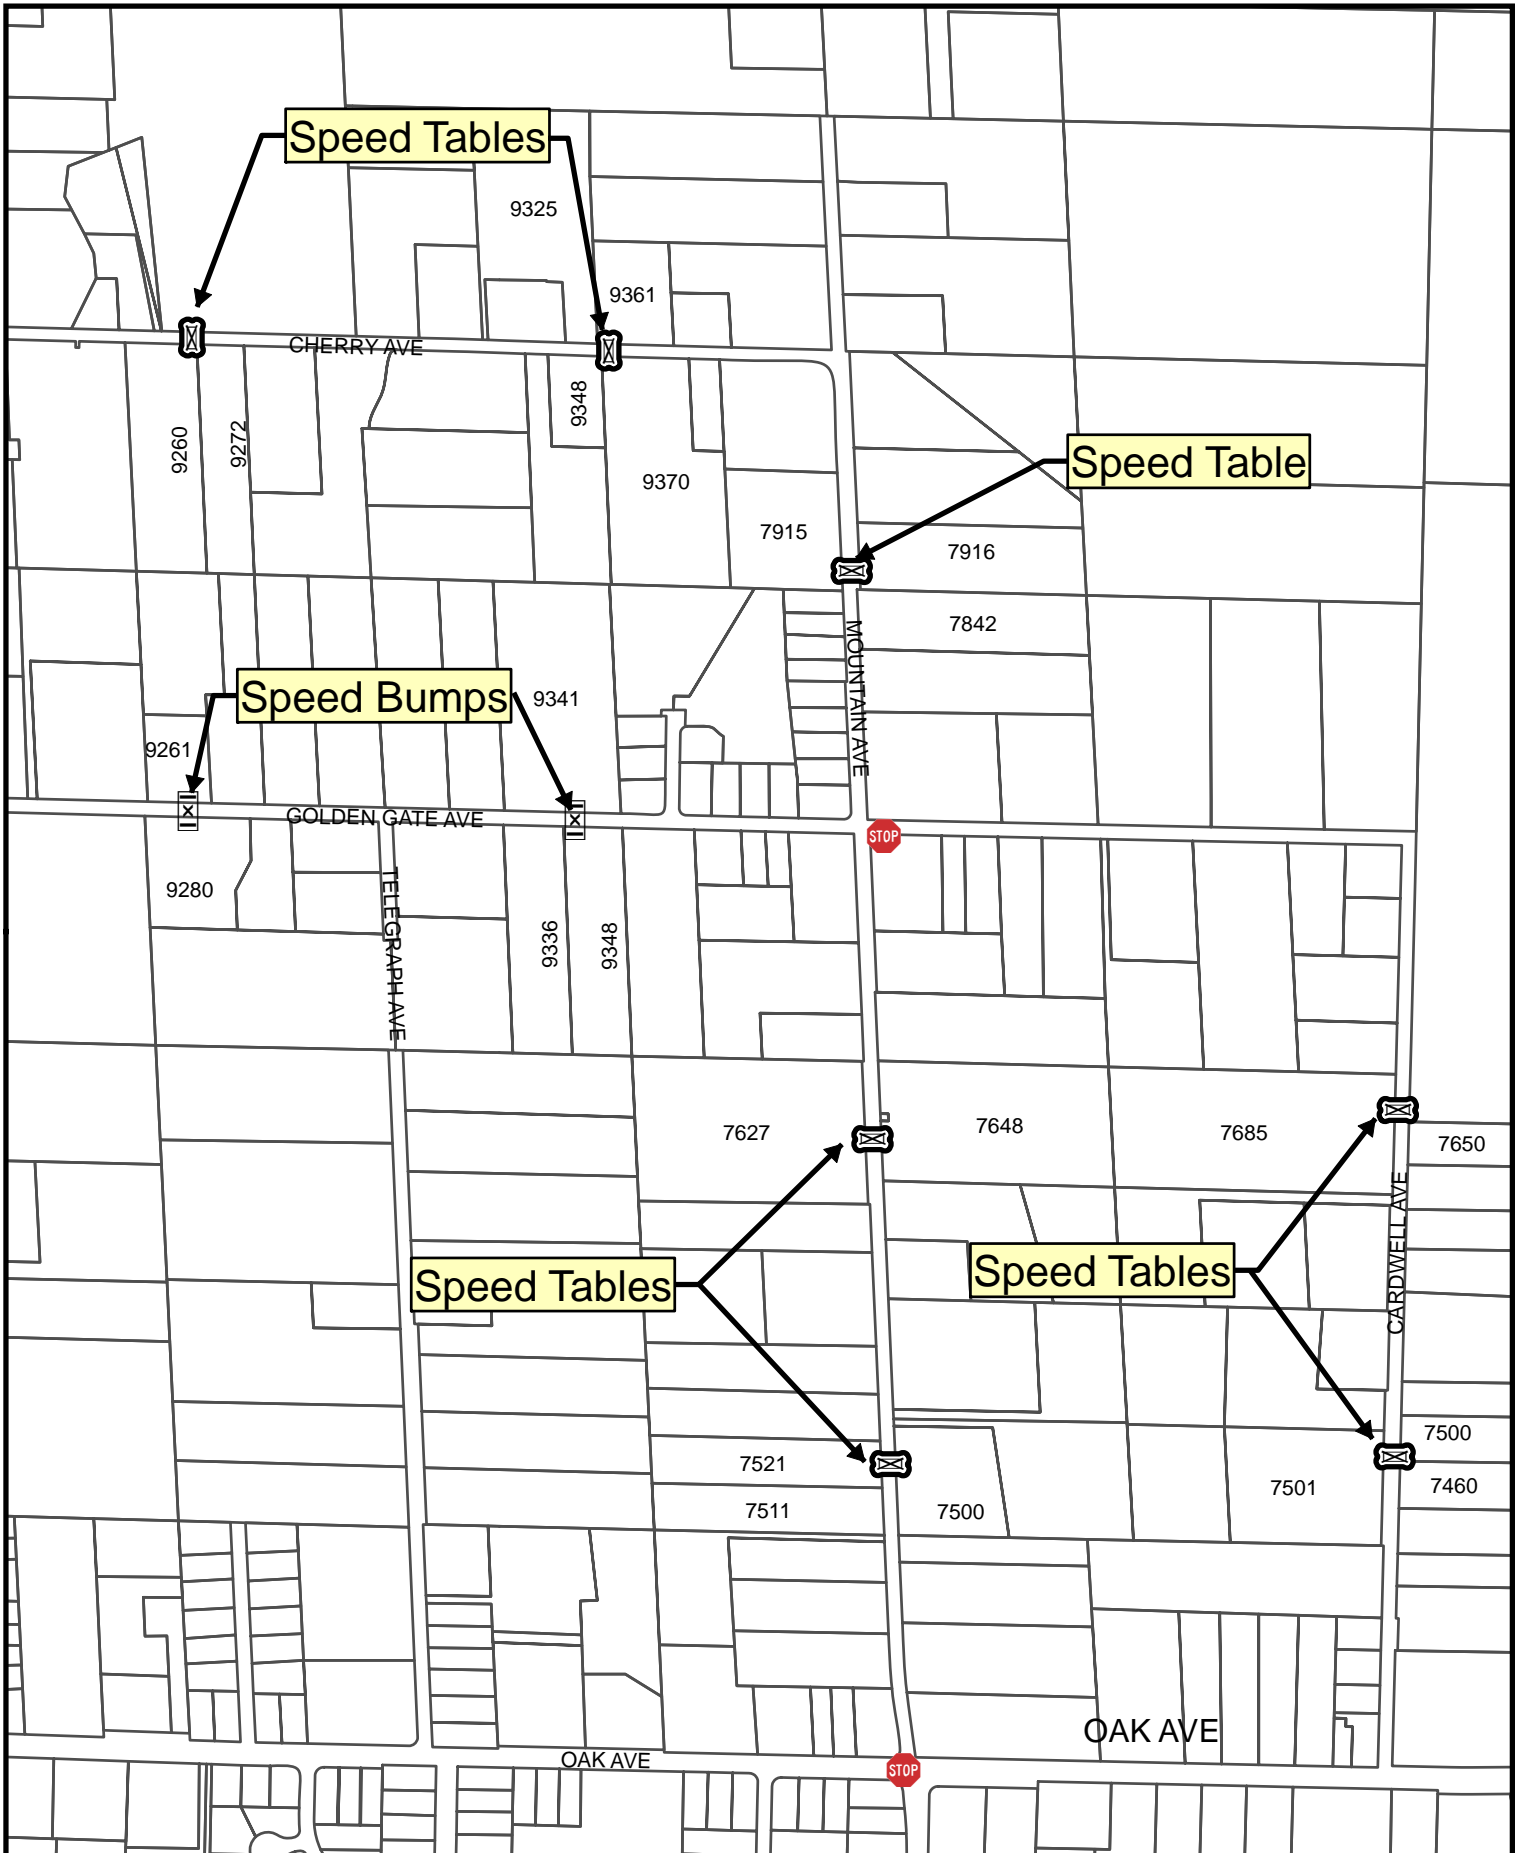 Speed Tables
9325
9361
CHERRY AVE
9348
9260
9272
Speed Table
9370
7915
7916
7842
MOUNTAIN AVE
Speed Bumps
9341
9261
GOLDEN GATE AVE
STOP
9280
TELEGRAPH AVE
9336
9348
7627
7648
7685
7650
CARDWELL AVE
Speed Tables
Speed Tables
7500
7521
7501
7460
7511
7500
OAK AVE
OAK AVE
STOP